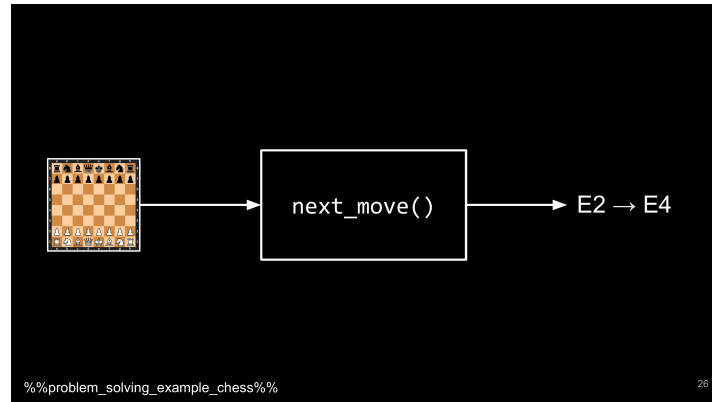 next_move()
E2 → E4
%%problem_solving_example_chess%%
26